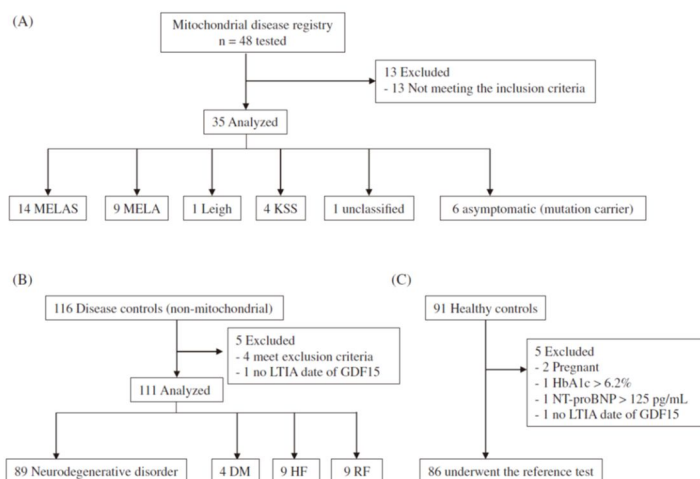 (A)
Mitochondrial disease registry
n = 48 tested
13 Excluded
- 13 Not meeting the inclusion criteria
35 Analyzed
14 MELAS
9 MELA
1 Leigh
4 KSS
1 unclassified
6 asymptomatic (mutation carrier)
(B)
116 Disease controls (non-mitochondrial)
5 Excluded
- 4 meet exclusion criteria
- 1 no LTIA date of GDF15
111 Analyzed
89 Neurodegenerative disorder
4 DM
9 HF
9 RF
(C)
91 Healthy controls
5 Excluded
- 2 Pregnant
- 1 HbA1c > 6.2%
- 1 NT-proBNP > 125 pg/mL
- 1 no LTIA date of GDF15
86 underwent the reference test